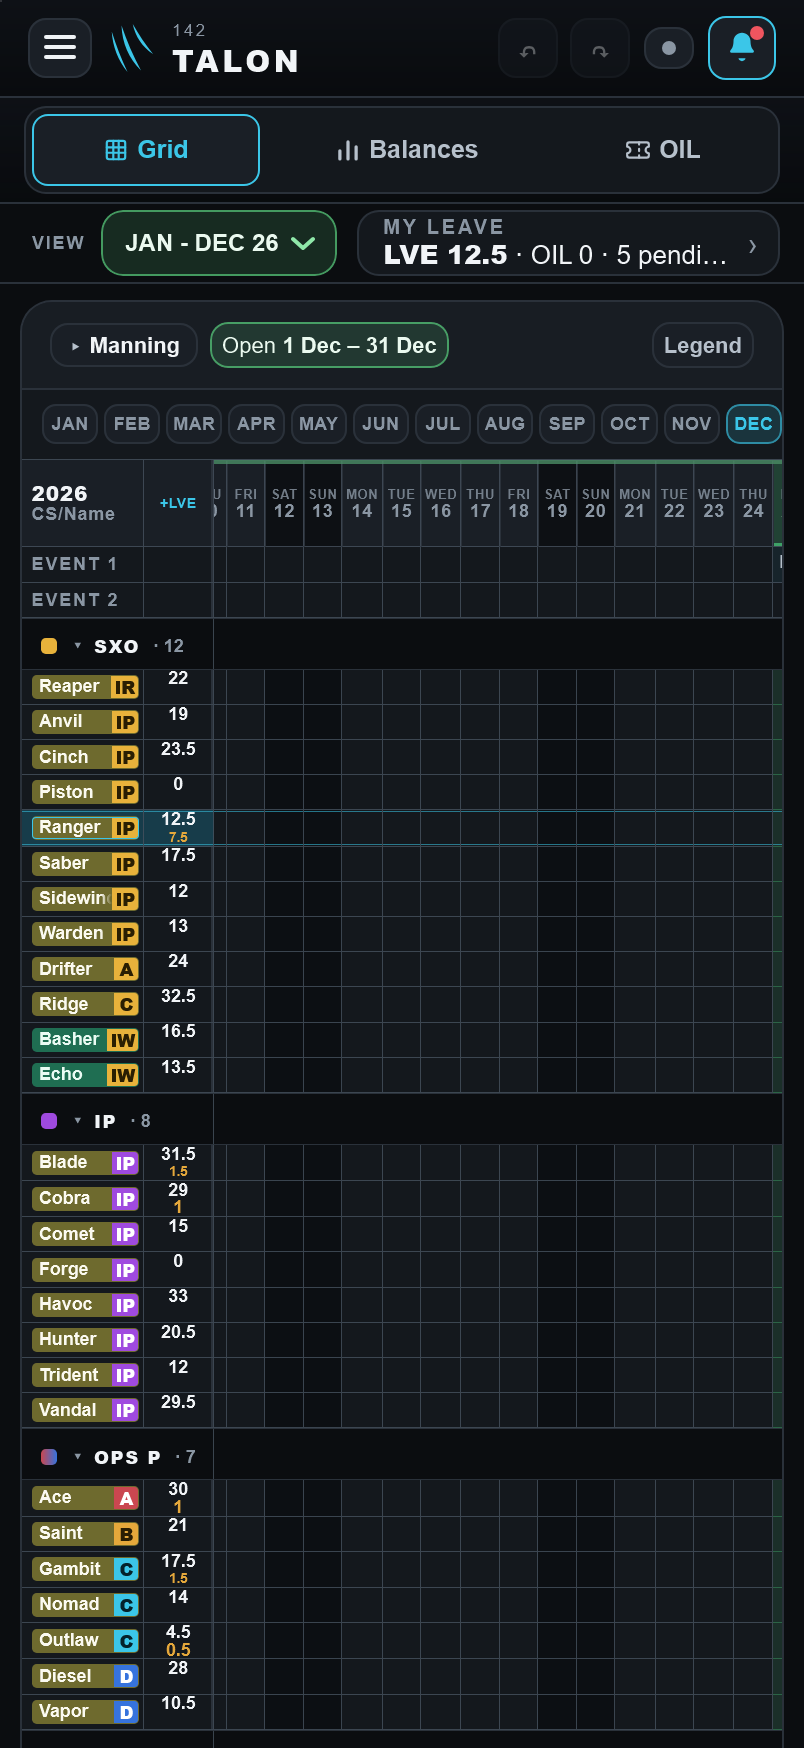 142
TALON
Grid
Balances
OIL
VIEW
JAN - DEC 26
MY LEAVE
LVE 12.5 · OIL 0 · 5 pendi…
Manning
Open 1 Dec – 31 Dec
Legend
JAN FEB MAR APR MAY JUN JUL AUG SEP OCT NOV DEC
2026
CS/Name
+LVE
FRI SAT SUN MON TUE WED THU FRI SAT SUN MON TUE WED THU
11 12 13 14 15 16 17 18 19 20 21 22 23 24
EVENT 1
EVENT 2
SXO · 12
Reaper IR 22
Anvil IP 19
Cinch IP 23.5
Piston IP 0
Ranger IP 12.5
7.5
Saber IP 17.5
Sidewin IP 12
Warden IP 13
Drifter A 24
Ridge C 32.5
Basher IW 16.5
Echo IW 13.5
IP · 8
Blade IP 31.5
1.5
Cobra IP 29
1
Comet IP 15
Forge IP 0
Havoc IP 33
Hunter IP 20.5
Trident IP 12
Vandal IP 29.5
OPS P · 7
Ace A 30
1
Saint B 21
Gambit C 17.5
1.5
Nomad C 14
Outlaw C 4.5
0.5
Diesel D 28
Vapor D 10.5